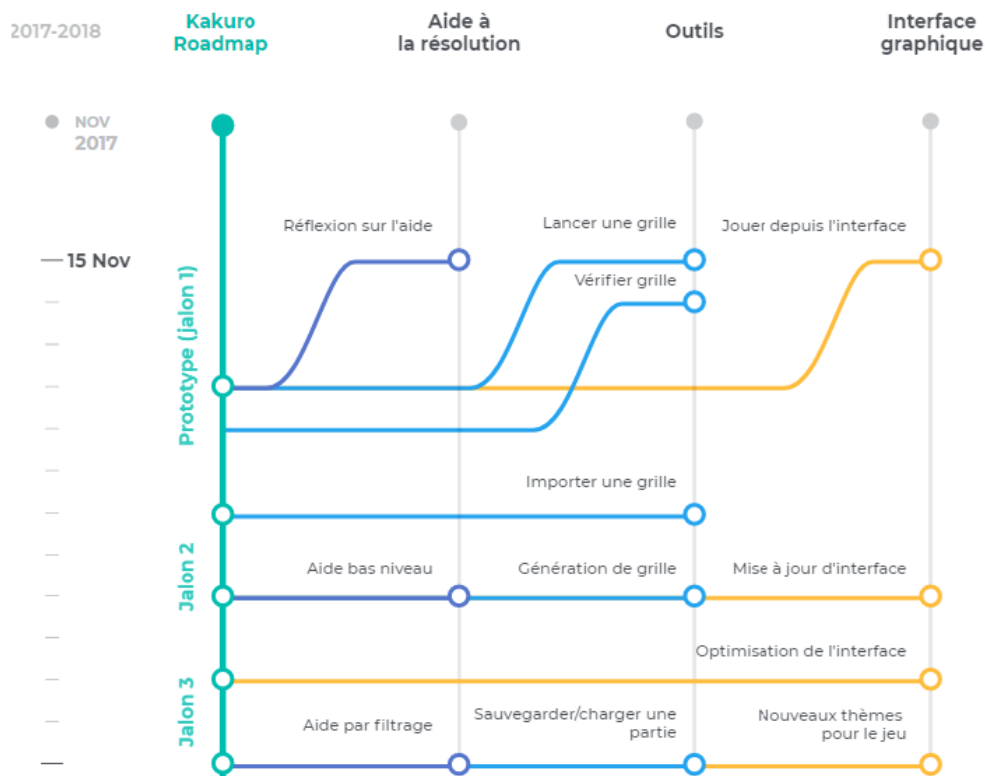 2017-2018
Kakuro
Roadmap
Aide à
la résolution
Outils
Interface
graphique
NOV
2017
Réflexion sur l'aide
Lancer une grille
Jouer depuis l'interface
15 Nov
Vérifier grille
Prototype (jalon 1)
Importer une grille
Jalon 2
Aide bas niveau
Génération de grille
Mise à jour d'interface
Optimisation de l'interface
Jalon 3
Aide par filtrage
Sauvegarder/charger une
partie
Nouveaux thèmes
pour le jeu